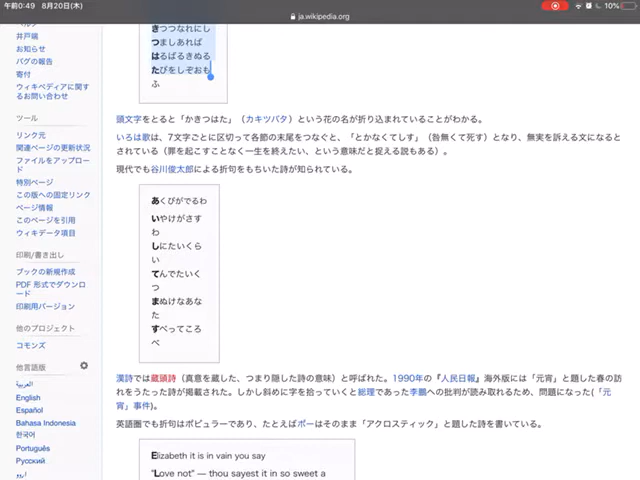 午前0:49 8月20日(木)
10%
ja.wikipedia.org
井戸端
お知らせ
バグの報告
寄付
ウィキペディアに関するお問い合わせ
ツール
リンク元
関連ページの更新状況
ファイルをアップロード
特別ページ
この版への固定リンク
ページ情報
このページを引用
ウィキデータ項目
印刷/書き出し
ブックの新規作成
PDF 形式でダウンロード
印刷用バージョン
他のプロジェクト
コモンズ
他言語版
العربية
English
Español
Bahasa Indonesia
한국어
Português
Русский
اردو
きつつなれにし
つましあれば
はるばるきぬる
たびをしぞおも
ふ
頭文字をとると「かきつはた」（カキツバタ）という花の名が折り込まれていることがわかる。
いろは歌は、7文字ごとに区切って各節の末尾をつなぐと、「とかなくてしす」（咎無くて死す）となり、無実を訴える文になるとされている（罪を起こすことなく一生を終えたい、という意味だと捉える説もある）。
現代でも谷川俊太郎による折句をもちいた詩が知られている。
あくびがでるわ
いやけがさす
わ
しにたいくら
い
てんでたいく
つ
まぬけなあな
た
すべってころ
べ
漢詩では蔵頭詩（真意を蔵した、つまり隠した詩の意味）と呼ばれた。1990年の『人民日報』海外版には「元宵」と題した春の訪れをうたった詩が掲載された。しかし斜めに字を拾っていくと総理であった李鵬への批判が読み取れるため、問題になった(「元宵」事件)。
英語圏でも折句はポピュラーであり、たとえばポーはそのまま「アクロスティック」と題した詩を書いている。
Elizabeth it is in vain you say
"Love not" — thou sayest it in so sweet a